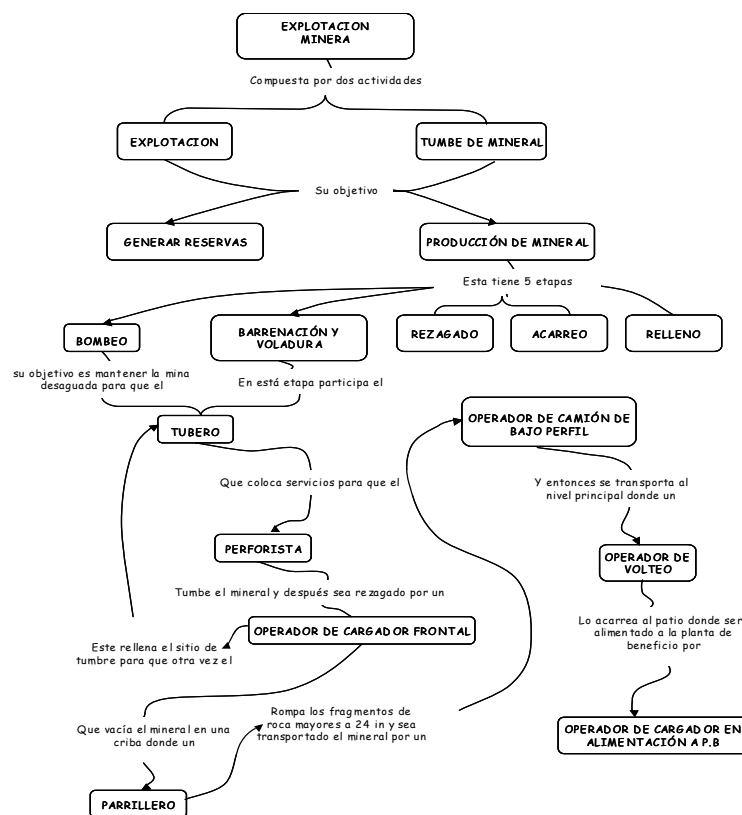 EXPLOTACION
MINERA
Compuesta por dos actividades
EXPLOTACION
TUMBE DE MINERAL
Su objetivo
GENERAR RESERVAS
PRODUCCIÓN DE MINERAL
Esta tiene 5 etapas
BOMBEO
BARRENACIÓN Y
VOLADURA
REZAGADO
ACARREO
RELLENO
su objetivo es mantener la mina
desaguada para que el
En está etapa participa el
TUBERO
OPERADOR DE CAMIÓN DE
BAJO PERFIL
Que coloca servicios para que el
Y entonces se transporta al
nivel principal donde un
PERFORISTA
OPERADOR DE
VOLTEO
Tumbe el mineral y después sea rezagado por un
OPERADOR DE CARGADOR FRONTAL
Lo acarrea al patio donde ser
alimentado a la planta de
beneficio por
Este rellena el sitio de
tumbre para que otra vez el
Rompa los fragmentos de
roca mayores a 24 in y sea
transportado el mineral por un
Que vacía el mineral en una
criba donde un
OPERADOR DE CARGADOR EN
ALIMENTACIÓN A P.B
PARRILLERO